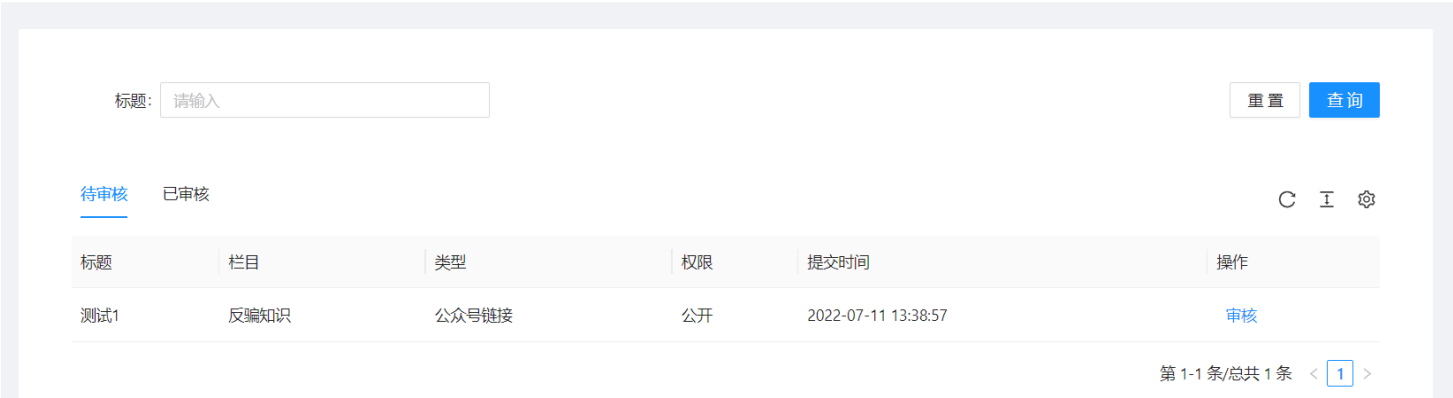 标题: 请输入 重 置 查 询
待审核 已审核
标题 栏目 类型 权限 提交时间 操作
测试1 反骗知识 公众号链接 公开 2022-07-11 13:38:57 审核
第 1-1 条/总共 1 条 < 1 >